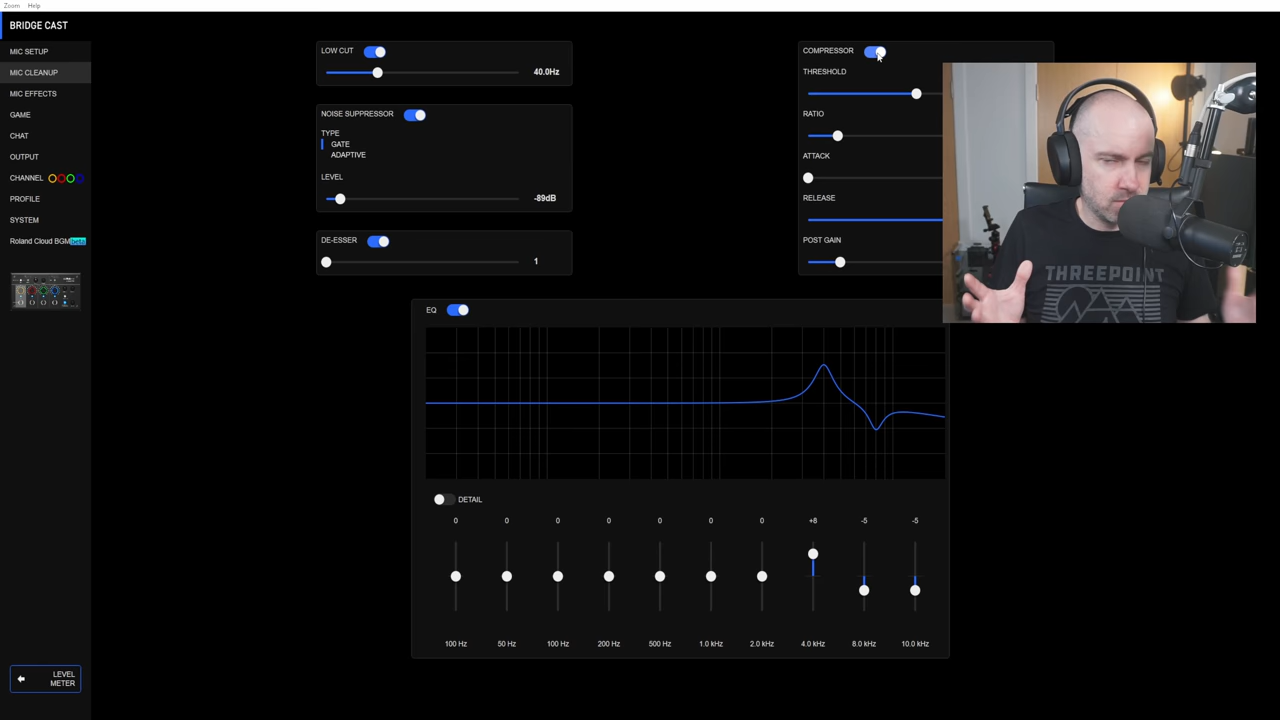 Zoom Help
BRIDGE CAST
MIC SETUP
MIC CLEANUP
MIC EFFECTS
GAME
CHAT
OUTPUT
CHANNEL
PROFILE
SYSTEM
Roland Cloud BGM beta
LEVEL
METER
LOW CUT
40.0Hz
NOISE SUPPRESSOR
TYPE
GATE
ADAPTIVE
LEVEL
-89dB
DE-ESSER
1
COMPRESSOR
THRESHOLD
RATIO
ATTACK
RELEASE
POST GAIN
THREEPOINT
EQ
DETAIL
0 0 0 0 0 0 0 +8 -5 -5
100 Hz 50 Hz 100 Hz 200 Hz 500 Hz 1.0 kHz 2.0 kHz 4.0 kHz 8.0 kHz 10.0 kHz